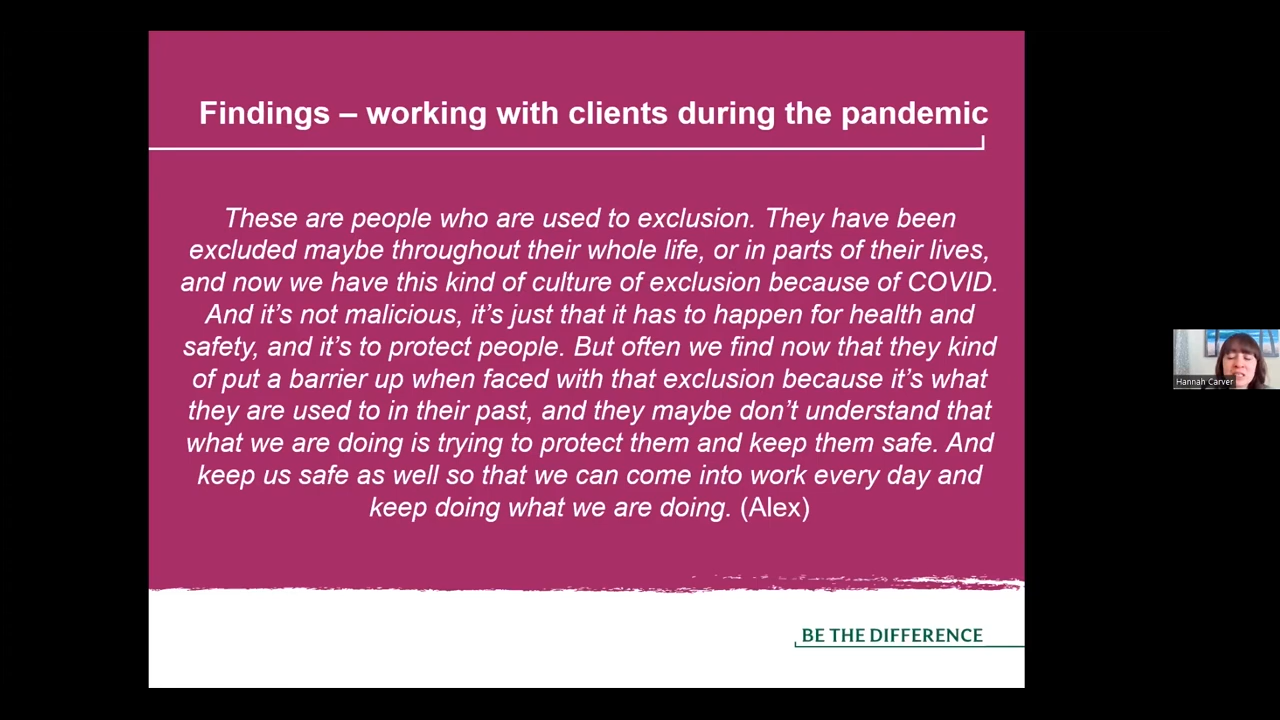 Findings – working with clients during the pandemic
These are people who are used to exclusion. They have been
excluded maybe throughout their whole life, or in parts of their lives,
and now we have this kind of culture of exclusion because of COVID.
And it’s not malicious, it’s just that it has to happen for health and
safety, and it’s to protect people. But often we find now that they kind
of put a barrier up when faced with that exclusion because it’s what
they are used to in their past, and they maybe don’t understand that
what we are doing is trying to protect them and keep them safe. And
keep us safe as well so that we can come into work every day and
keep doing what we are doing. (Alex)
Hannah Carver
BE THE DIFFERENCE